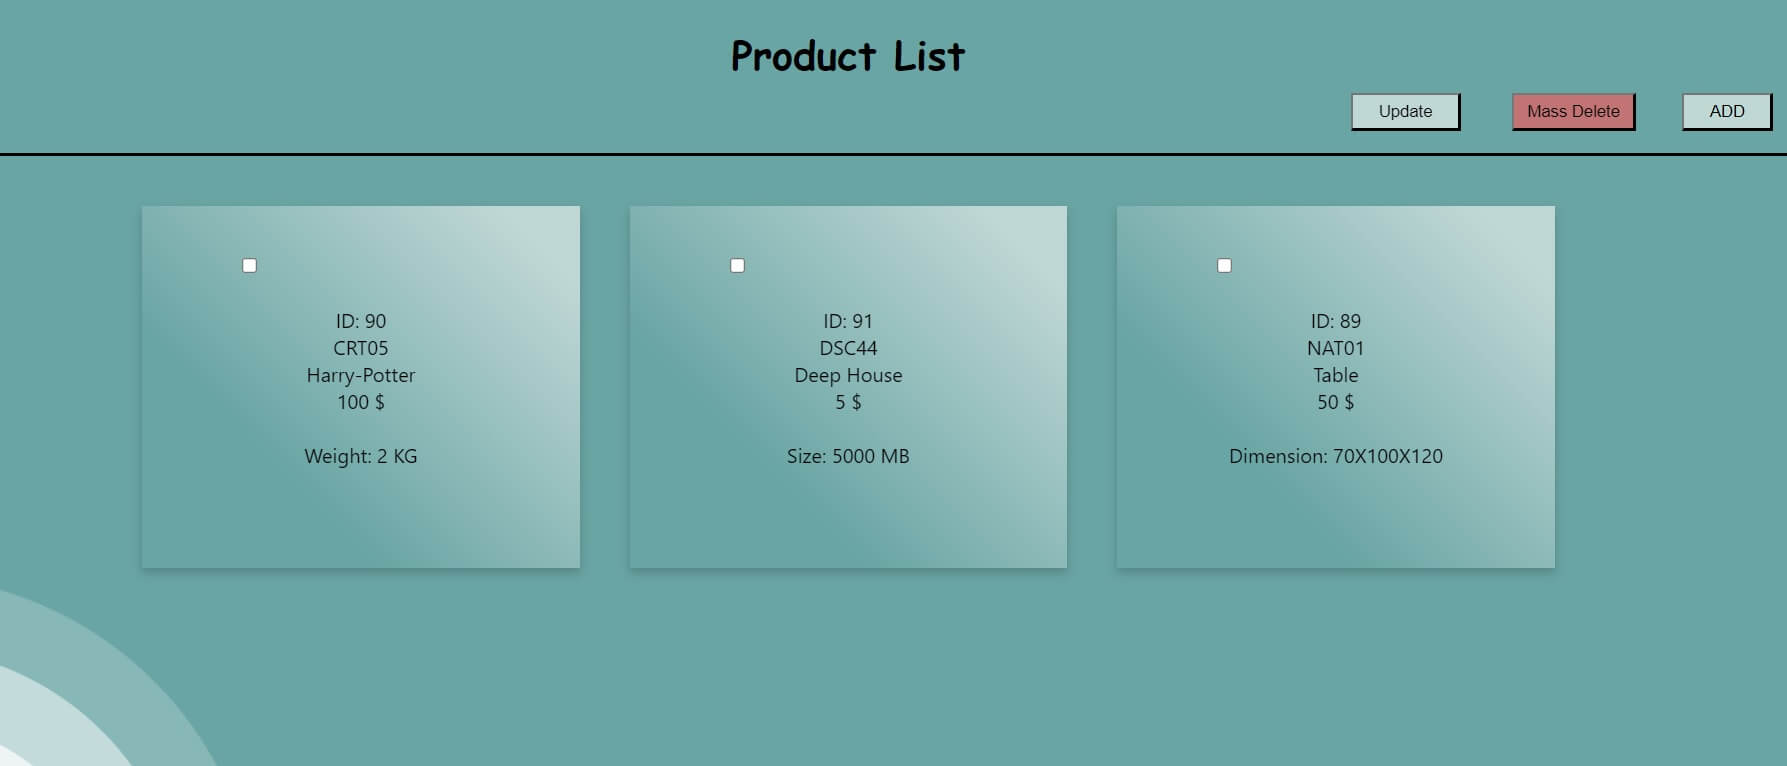 Product List
Update
Mass Delete
ADD
ID: 90
CRT05
Harry-Potter
100 $
Weight: 2 KG
ID: 91
DSC44
Deep House
5 $
Size: 5000 MB
ID: 89
NAT01
Table
50 $
Dimension: 70X100X120